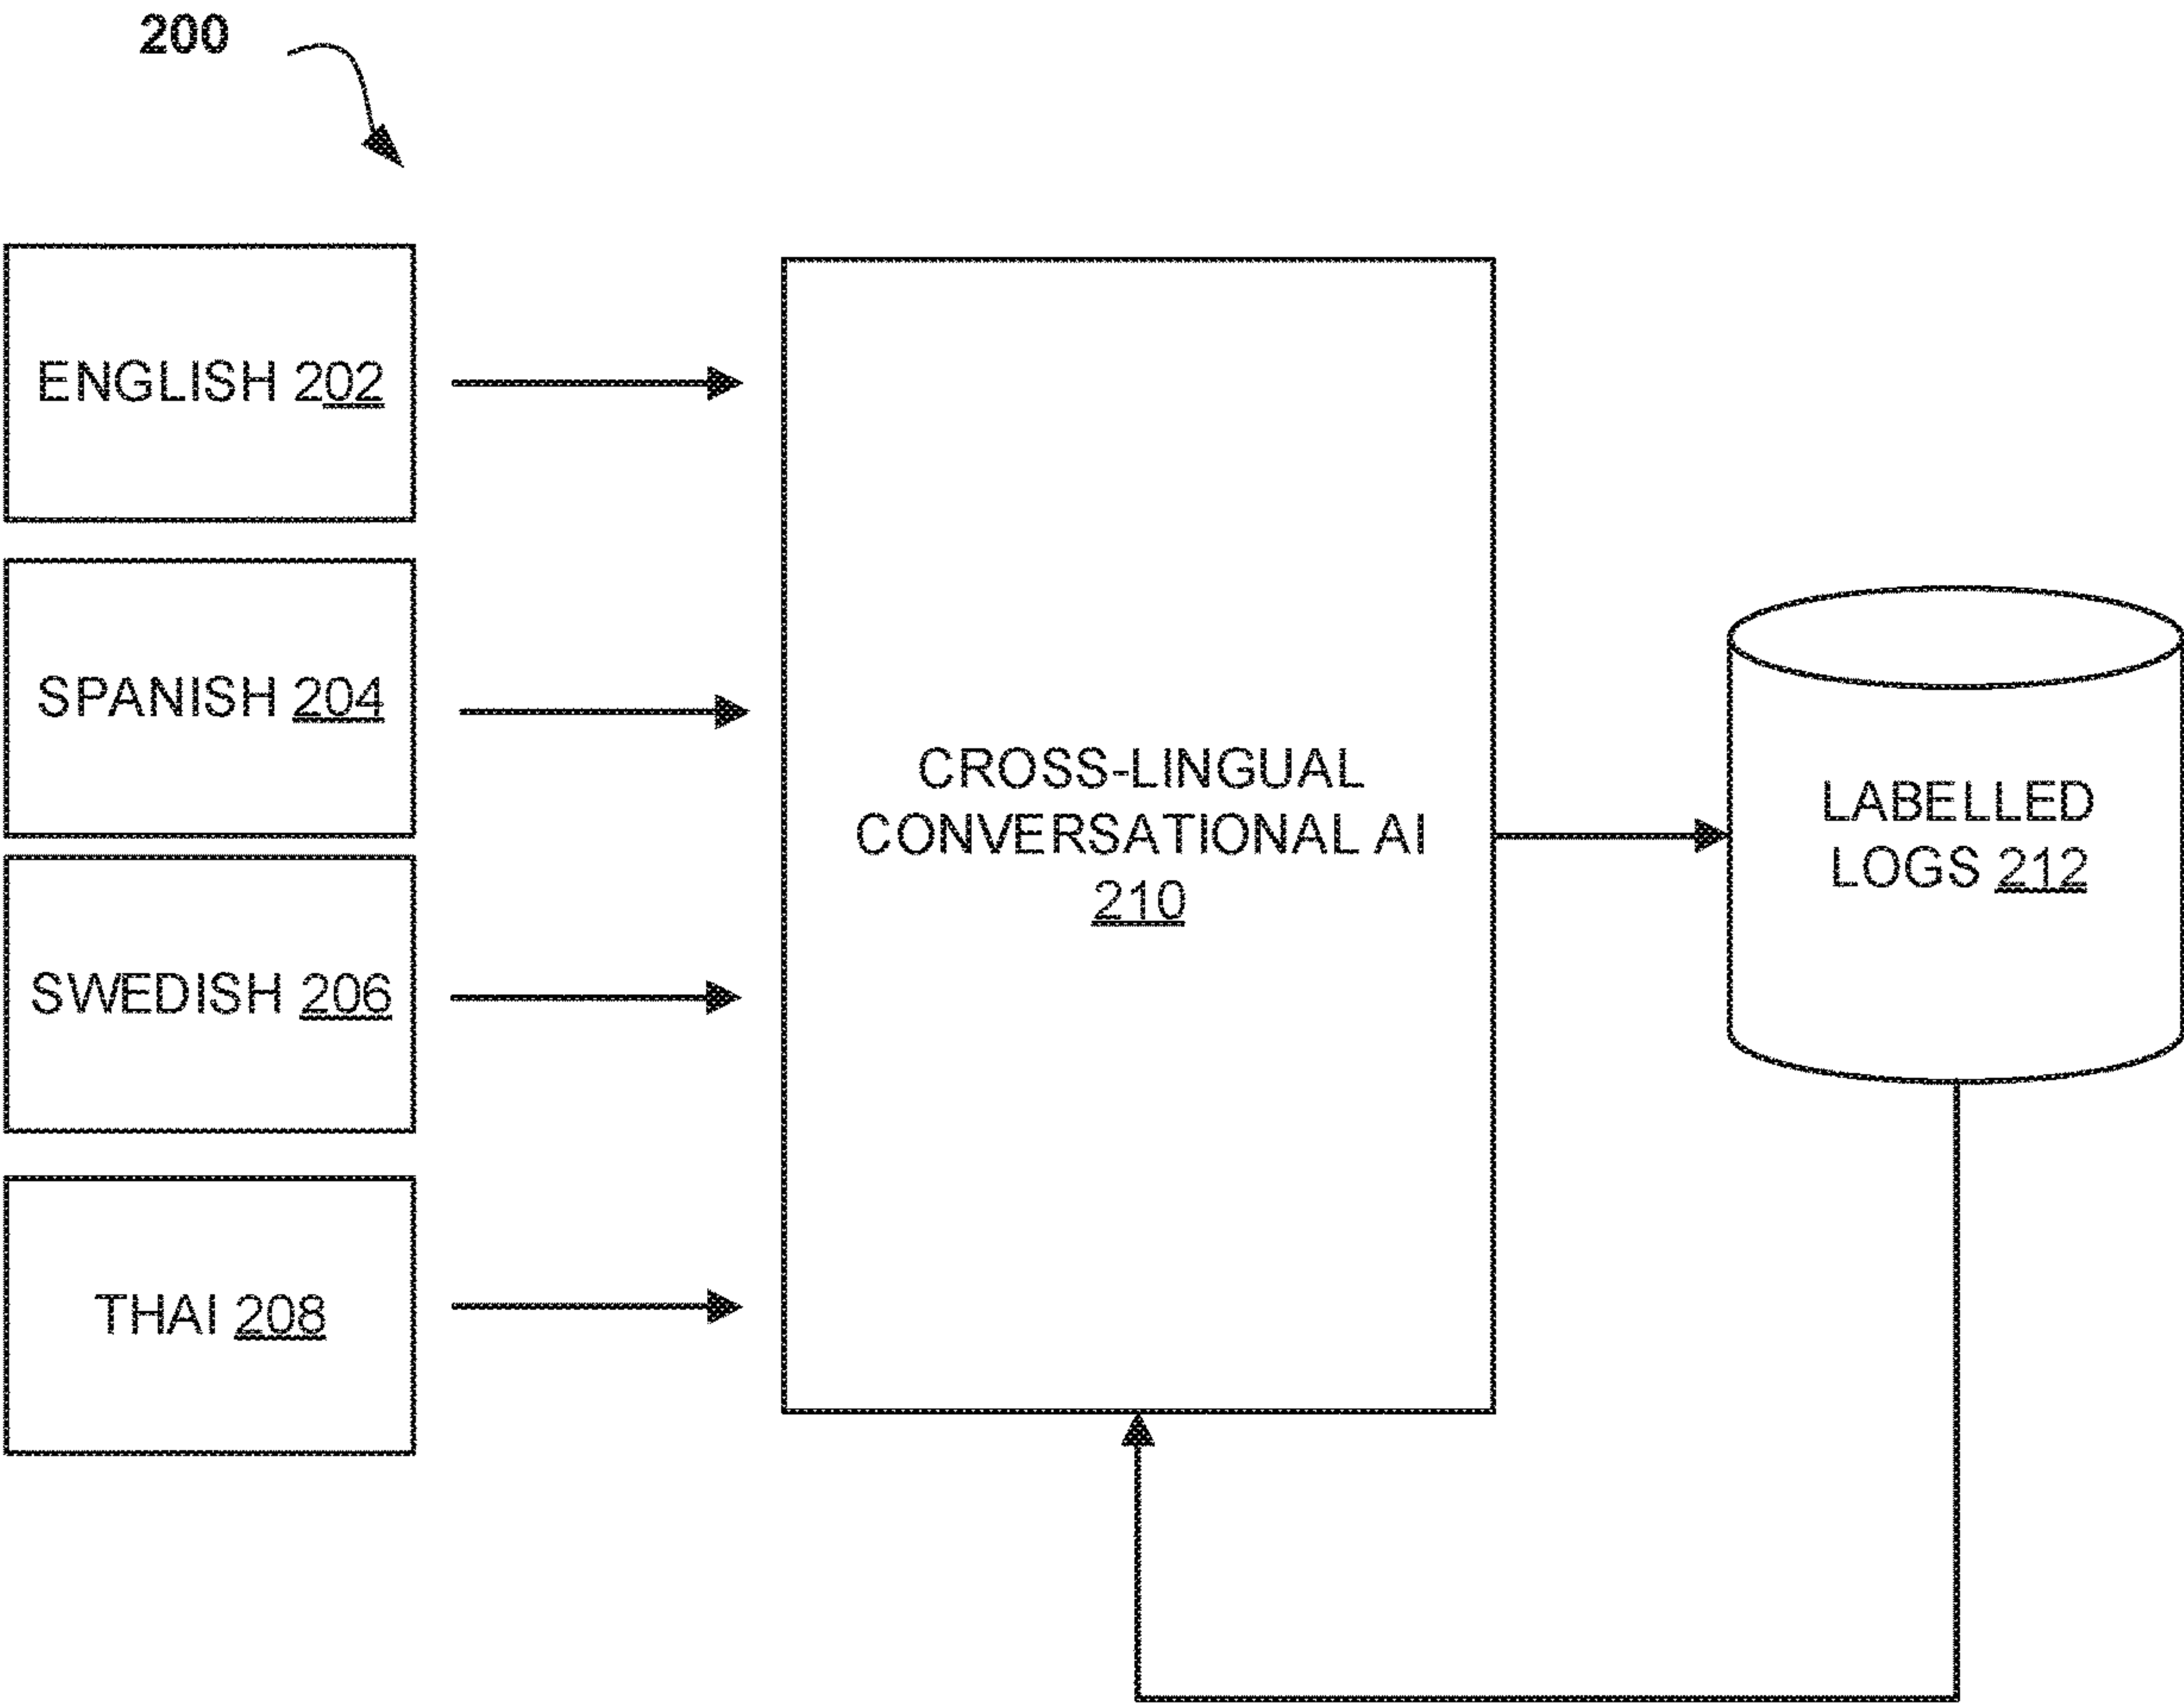 200
ENGLISH 202
SPANISH 204
SWEDISH 206
THAI 208
CROSS-LINGUAL
CONVERSATIONAL AI
210
LABELLED
LOGS 212